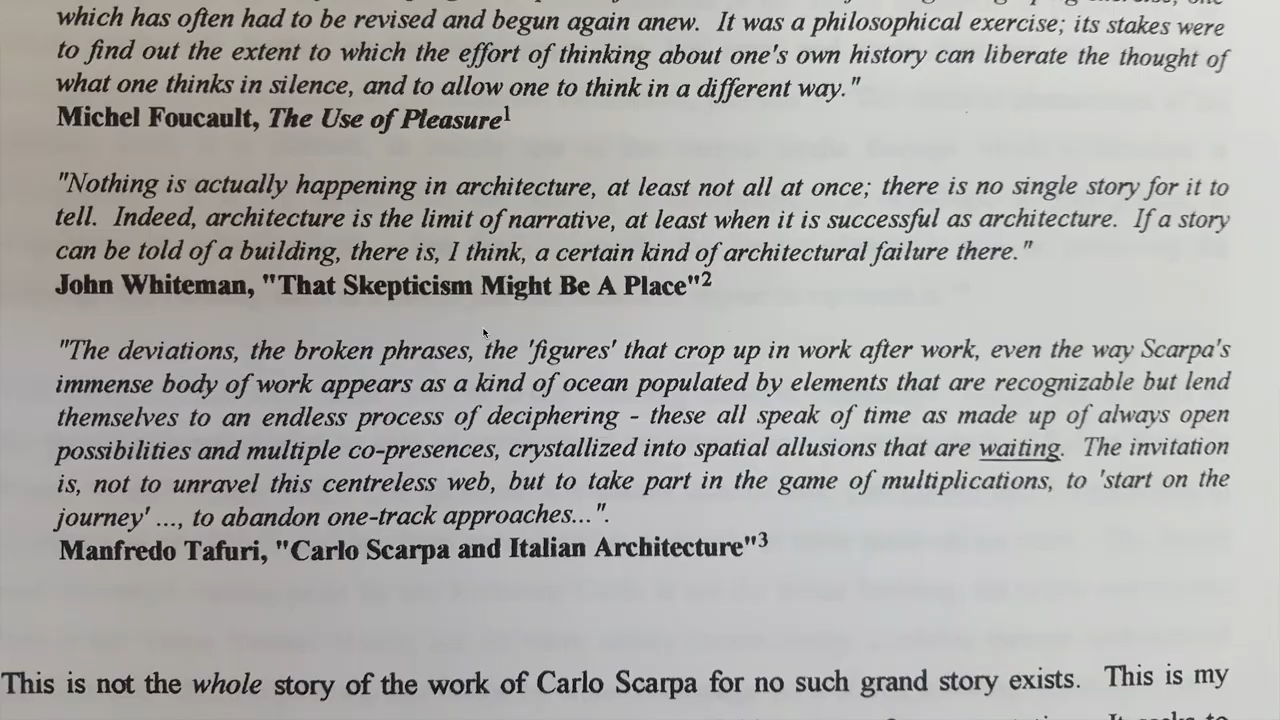 which has often had to be revised and begun again anew. It was a philosophical exercise; its stakes were
to find out the extent to which the effort of thinking about one's own history can liberate the thought of
what one thinks in silence, and to allow one to think in a different way."
Michel Foucault, The Use of Pleasure1
"Nothing is actually happening in architecture, at least not all at once; there is no single story for it to
tell. Indeed, architecture is the limit of narrative, at least when it is successful as architecture. If a story
can be told of a building, there is, I think, a certain kind of architectural failure there."
John Whiteman, "That Skepticism Might Be A Place"2
"The deviations, the broken phrases, the 'figures' that crop up in work after work, even the way Scarpa's
immense body of work appears as a kind of ocean populated by elements that are recognizable but lend
themselves to an endless process of deciphering - these all speak of time as made up of always open
possibilities and multiple co-presences, crystallized into spatial allusions that are waiting. The invitation
is, not to unravel this centreless web, but to take part in the game of multiplications, to 'start on the
journey' ..., to abandon one-track approaches...".
Manfredo Tafuri, "Carlo Scarpa and Italian Architecture"3
This is not the whole story of the work of Carlo Scarpa for no such grand story exists. This is my